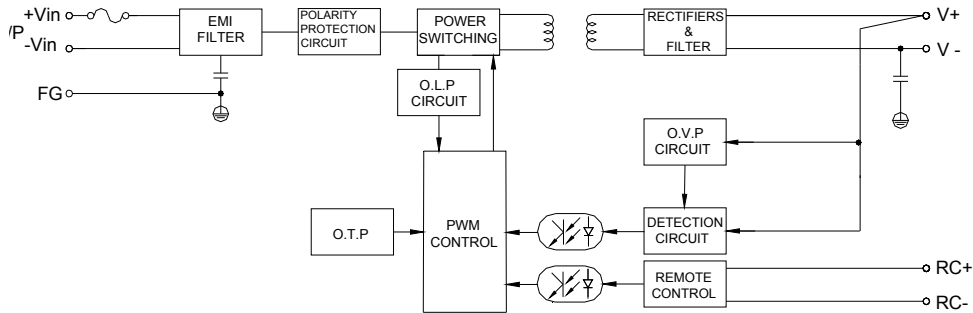 +Vin
I/P
-Vin
FG
EMI
FILTER
POLARITY
PROTECTION
CIRCUIT
POWER
SWITCHING
RECTIFIERS
&
FILTER
V+
V -
O.L.P
CIRCUIT
O.V.P
CIRCUIT
O.T.P
PWM
CONTROL
DETECTION
CIRCUIT
REMOTE
CONTROL
RC+
RC-